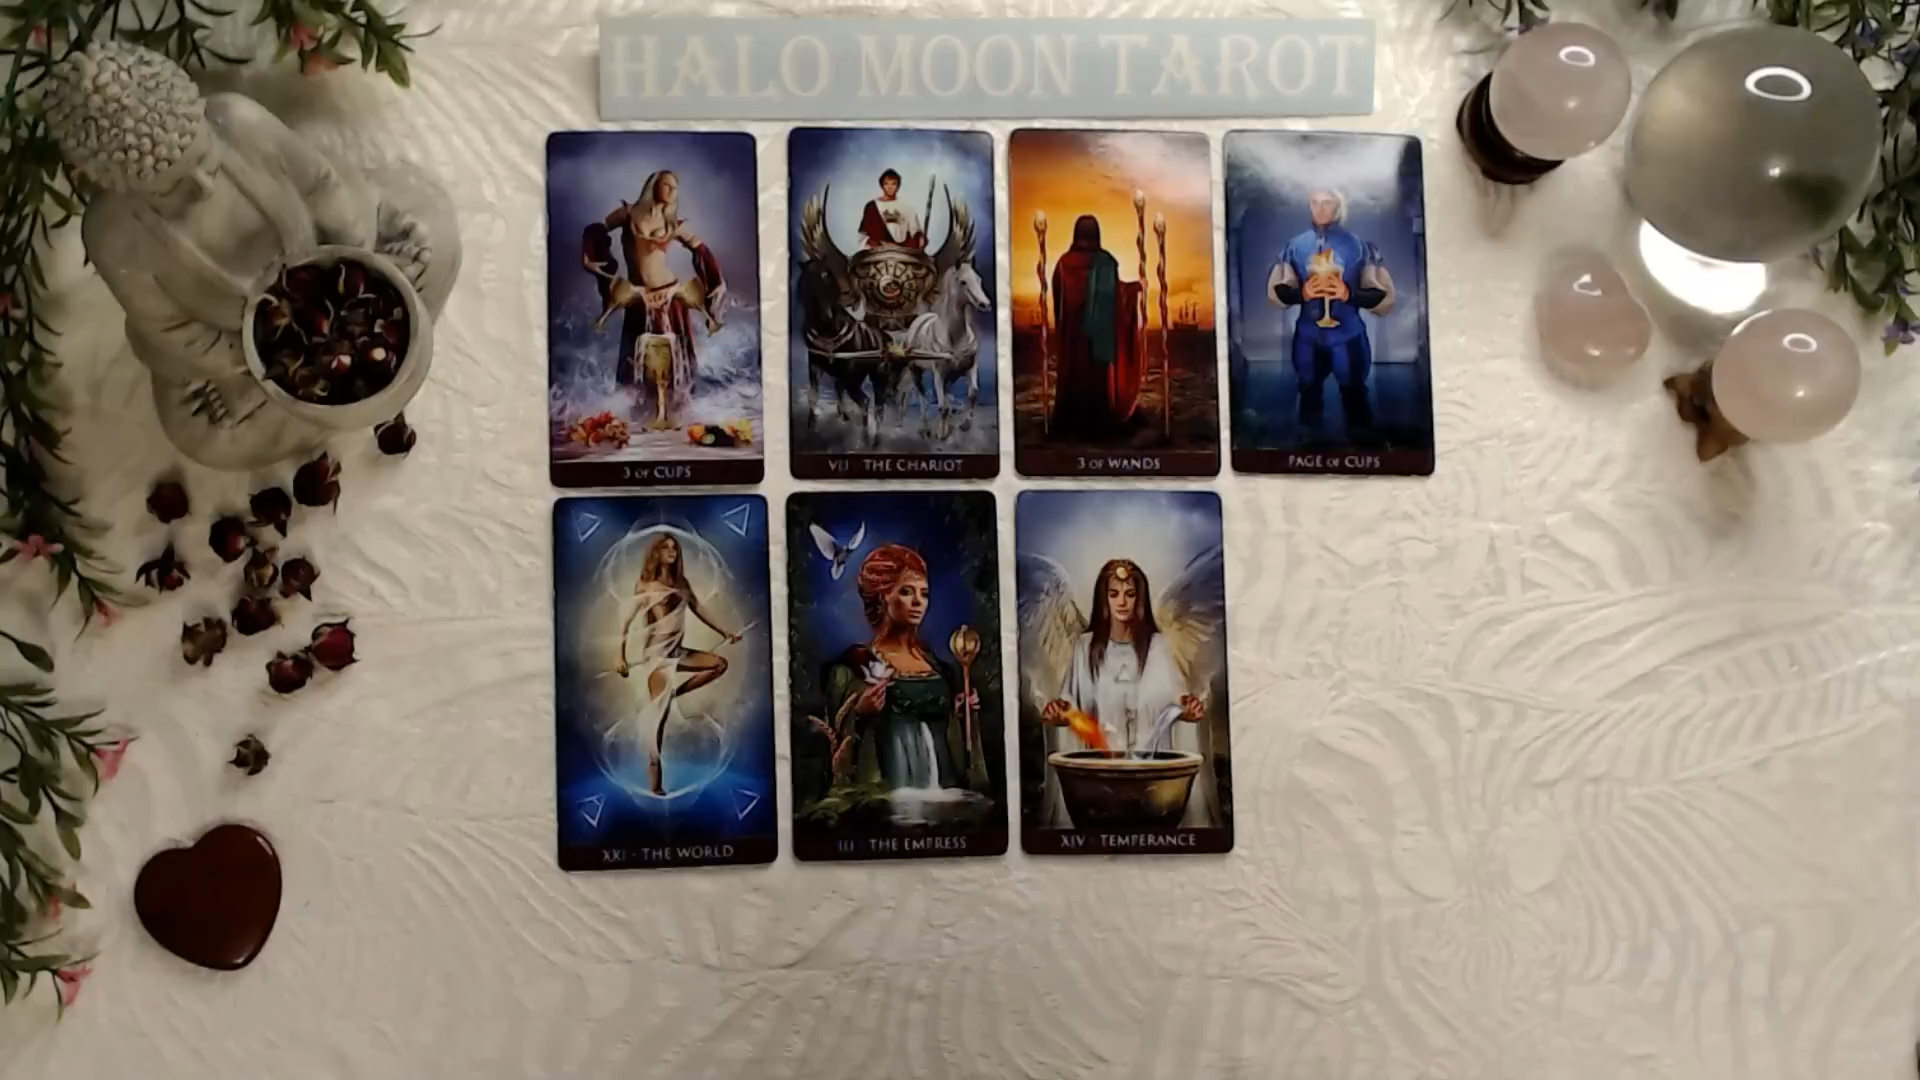 HALO MOON TAROT
3 OF CUPS
VII THE CHARIOT
3 OF WANDS
PAGE OF CUPS
XXI - THE WORLD
III THE EMPRESS
XIV - TEMPERANCE